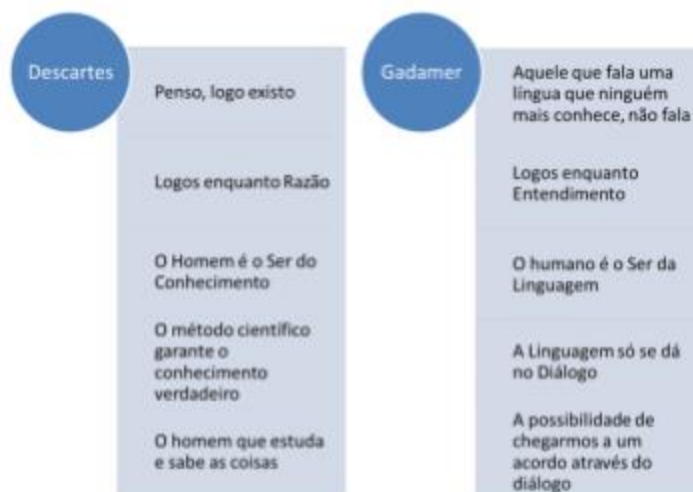 Descartes
Penso, logo existo
Logos enquanto Razão
O Homem é o Ser do
Conhecimento
O método científico
garante o
conhecimento
verdadeiro
O homem que estuda
e sabe as coisas
Gadamer
Aquele que fala uma
língua que ninguém
mais conhece, não fala
Logos enquanto
Entendimento
O humano é o Ser da
Linguagem
A Linguagem só se dá
no Diálogo
A possibilidade de
chegarmos a um
acordo através do
diálogo